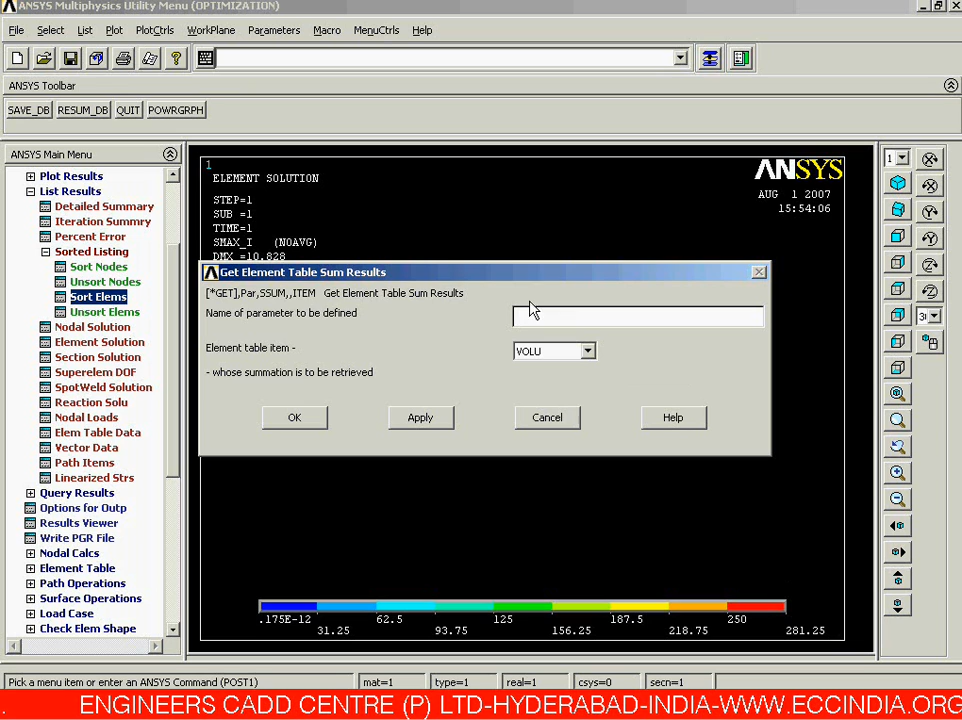 ANSYS Multiphysics Utility Menu (OPTIMIZATION)
File Select List Plot PlotCtrls WorkPlane Parameters Macro MenuCtrls Help
ANSYS Toolbar
SAVE_DB RESUM_DB QUIT POWRGRPH
ANSYS Main Menu
Plot Results
List Results
Detailed Summary
Iteration Summry
Percent Error
Sorted Listing
Sort Nodes
Unsort Nodes
Sort Elems
Unsort Elems
Nodal Solution
Element Solution
Section Solution
Superelem DOF
SpotWeld Solution
Reaction Solu
Nodal Loads
Elem Table Data
Vector Data
Path Items
Linearized Strs
Query Results
Options for Outp
Results Viewer
Write PGR File
Nodal Calcs
Element Table
Path Operations
Surface Operations
Load Case
Check Elem Shape
1
ELEMENT SOLUTION
STEP=1
SUB =1
TIME=1
SMAX_I (NOAVG)
DMX =10.828
ANSYS
AUG 1 2007
15:54:06
Get Element Table Sum Results
[*GET],Par,SSUM,,ITEM Get Element Table Sum Results
Name of parameter to be defined
Element table item -
VOLU
- whose summation is to be retrieved
OK Apply Cancel Help
.175E-12 62.5 125 187.5 250
31.25 93.75 156.25 218.75 281.25
1
Pick a menu item or enter an ANSYS Command (POST1) mat=1 type=1 real=1 csys=0 secn=1
. ENGINEERS CADD CENTRE (P) LTD-HYDERABAD-INDIA-WWW.ECCINDIA.ORG